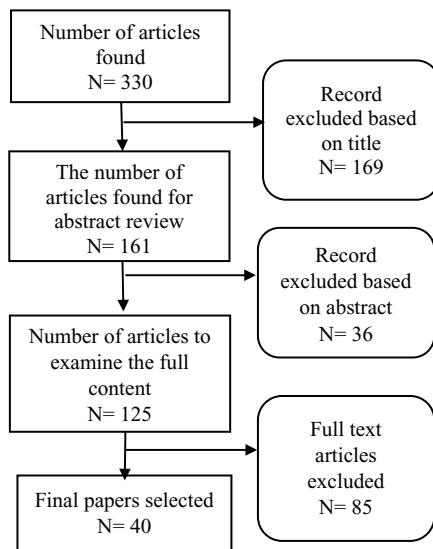 Number of articles
found
N= 330
Record
excluded based
on title
N= 169
The number of
articles found for
abstract review
N= 161
Record
excluded based
on abstract
N= 36
Number of articles to
examine the full
content
N= 125
Full text
articles
excluded
N= 85
Final papers selected
N= 40